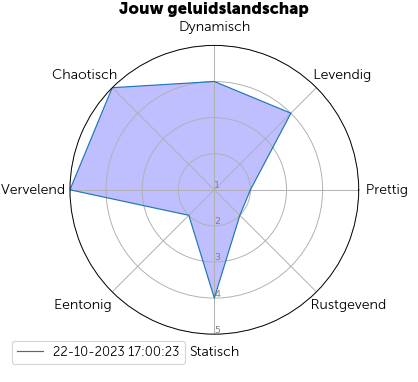 Jouw geluidslandschap
Dynamisch
Chaotisch
Levendig
Vervelend
1
Prettig
2
3
4
Eentonig
Rustgevend
5
22-10-2023 17:00:23
Statisch